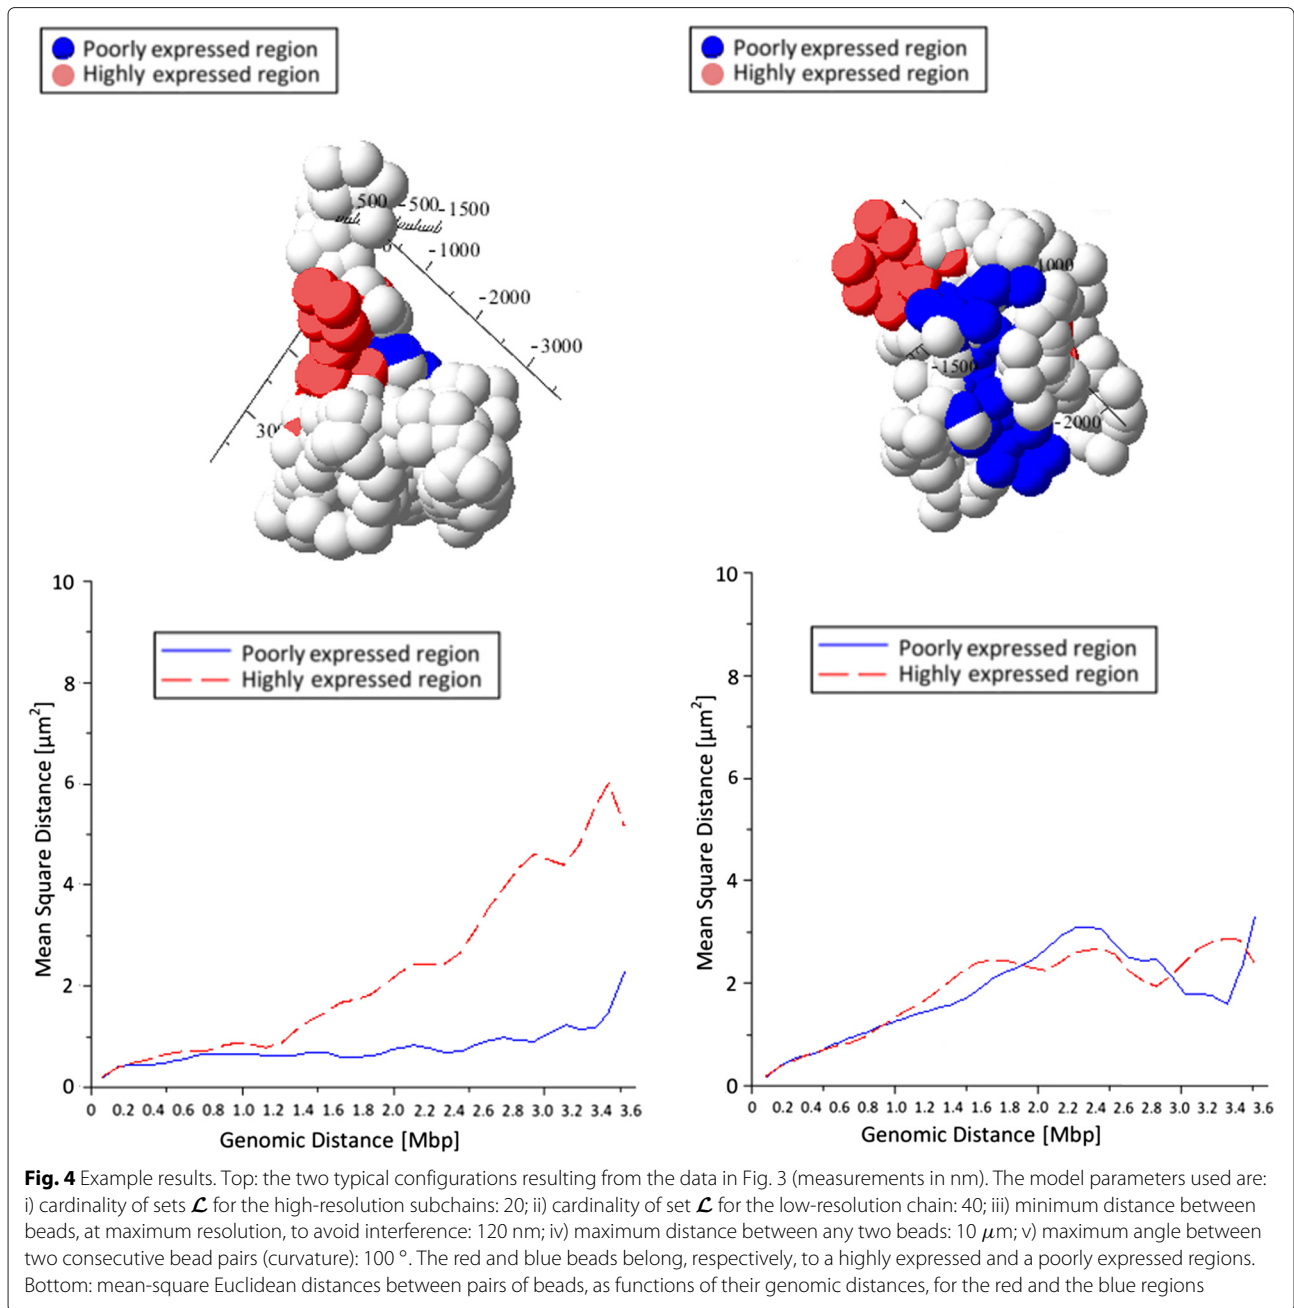 Poorly expressed region
Highly expressed region
Poorly expressed region
Highly expressed region
500 -500 -1500
0
-1000
-2000
-3000
1000
-1500
-2000
10
8
6
4
2
0
Mean Square Distance [µm²]
Poorly expressed region
Highly expressed region
0 0.2 0.4 0.6 0.8 1.0 1.2 1.4 1.6 1.8 2.0 2.2 2.4 2.6 2.8 3.0 3.2 3.4 3.6
Genomic Distance [Mbp]
10
8
6
4
2
0
Mean Square Distance [µm²]
Poorly expressed region
Highly expressed region
0 0.2 0.4 0.6 0.8 1.0 1.2 1.4 1.6 1.8 2.0 2.2 2.4 2.6 2.8 3.0 3.2 3.4 3.6
Genomic Distance [Mbp]
Fig. 4 Example results. Top: the two typical configurations resulting from the data in Fig. 3 (measurements in nm). The model parameters used are:
i) cardinality of sets 𝓛 for the high-resolution subchains: 20; ii) cardinality of set 𝓛 for the low-resolution chain: 40; iii) minimum distance between
beads, at maximum resolution, to avoid interference: 120 nm; iv) maximum distance between any two beads: 10 µm; v) maximum angle between
two consecutive bead pairs (curvature): 100 °. The red and blue beads belong, respectively, to a highly expressed and a poorly expressed regions.
Bottom: mean-square Euclidean distances between pairs of beads, as functions of their genomic distances, for the red and the blue regions